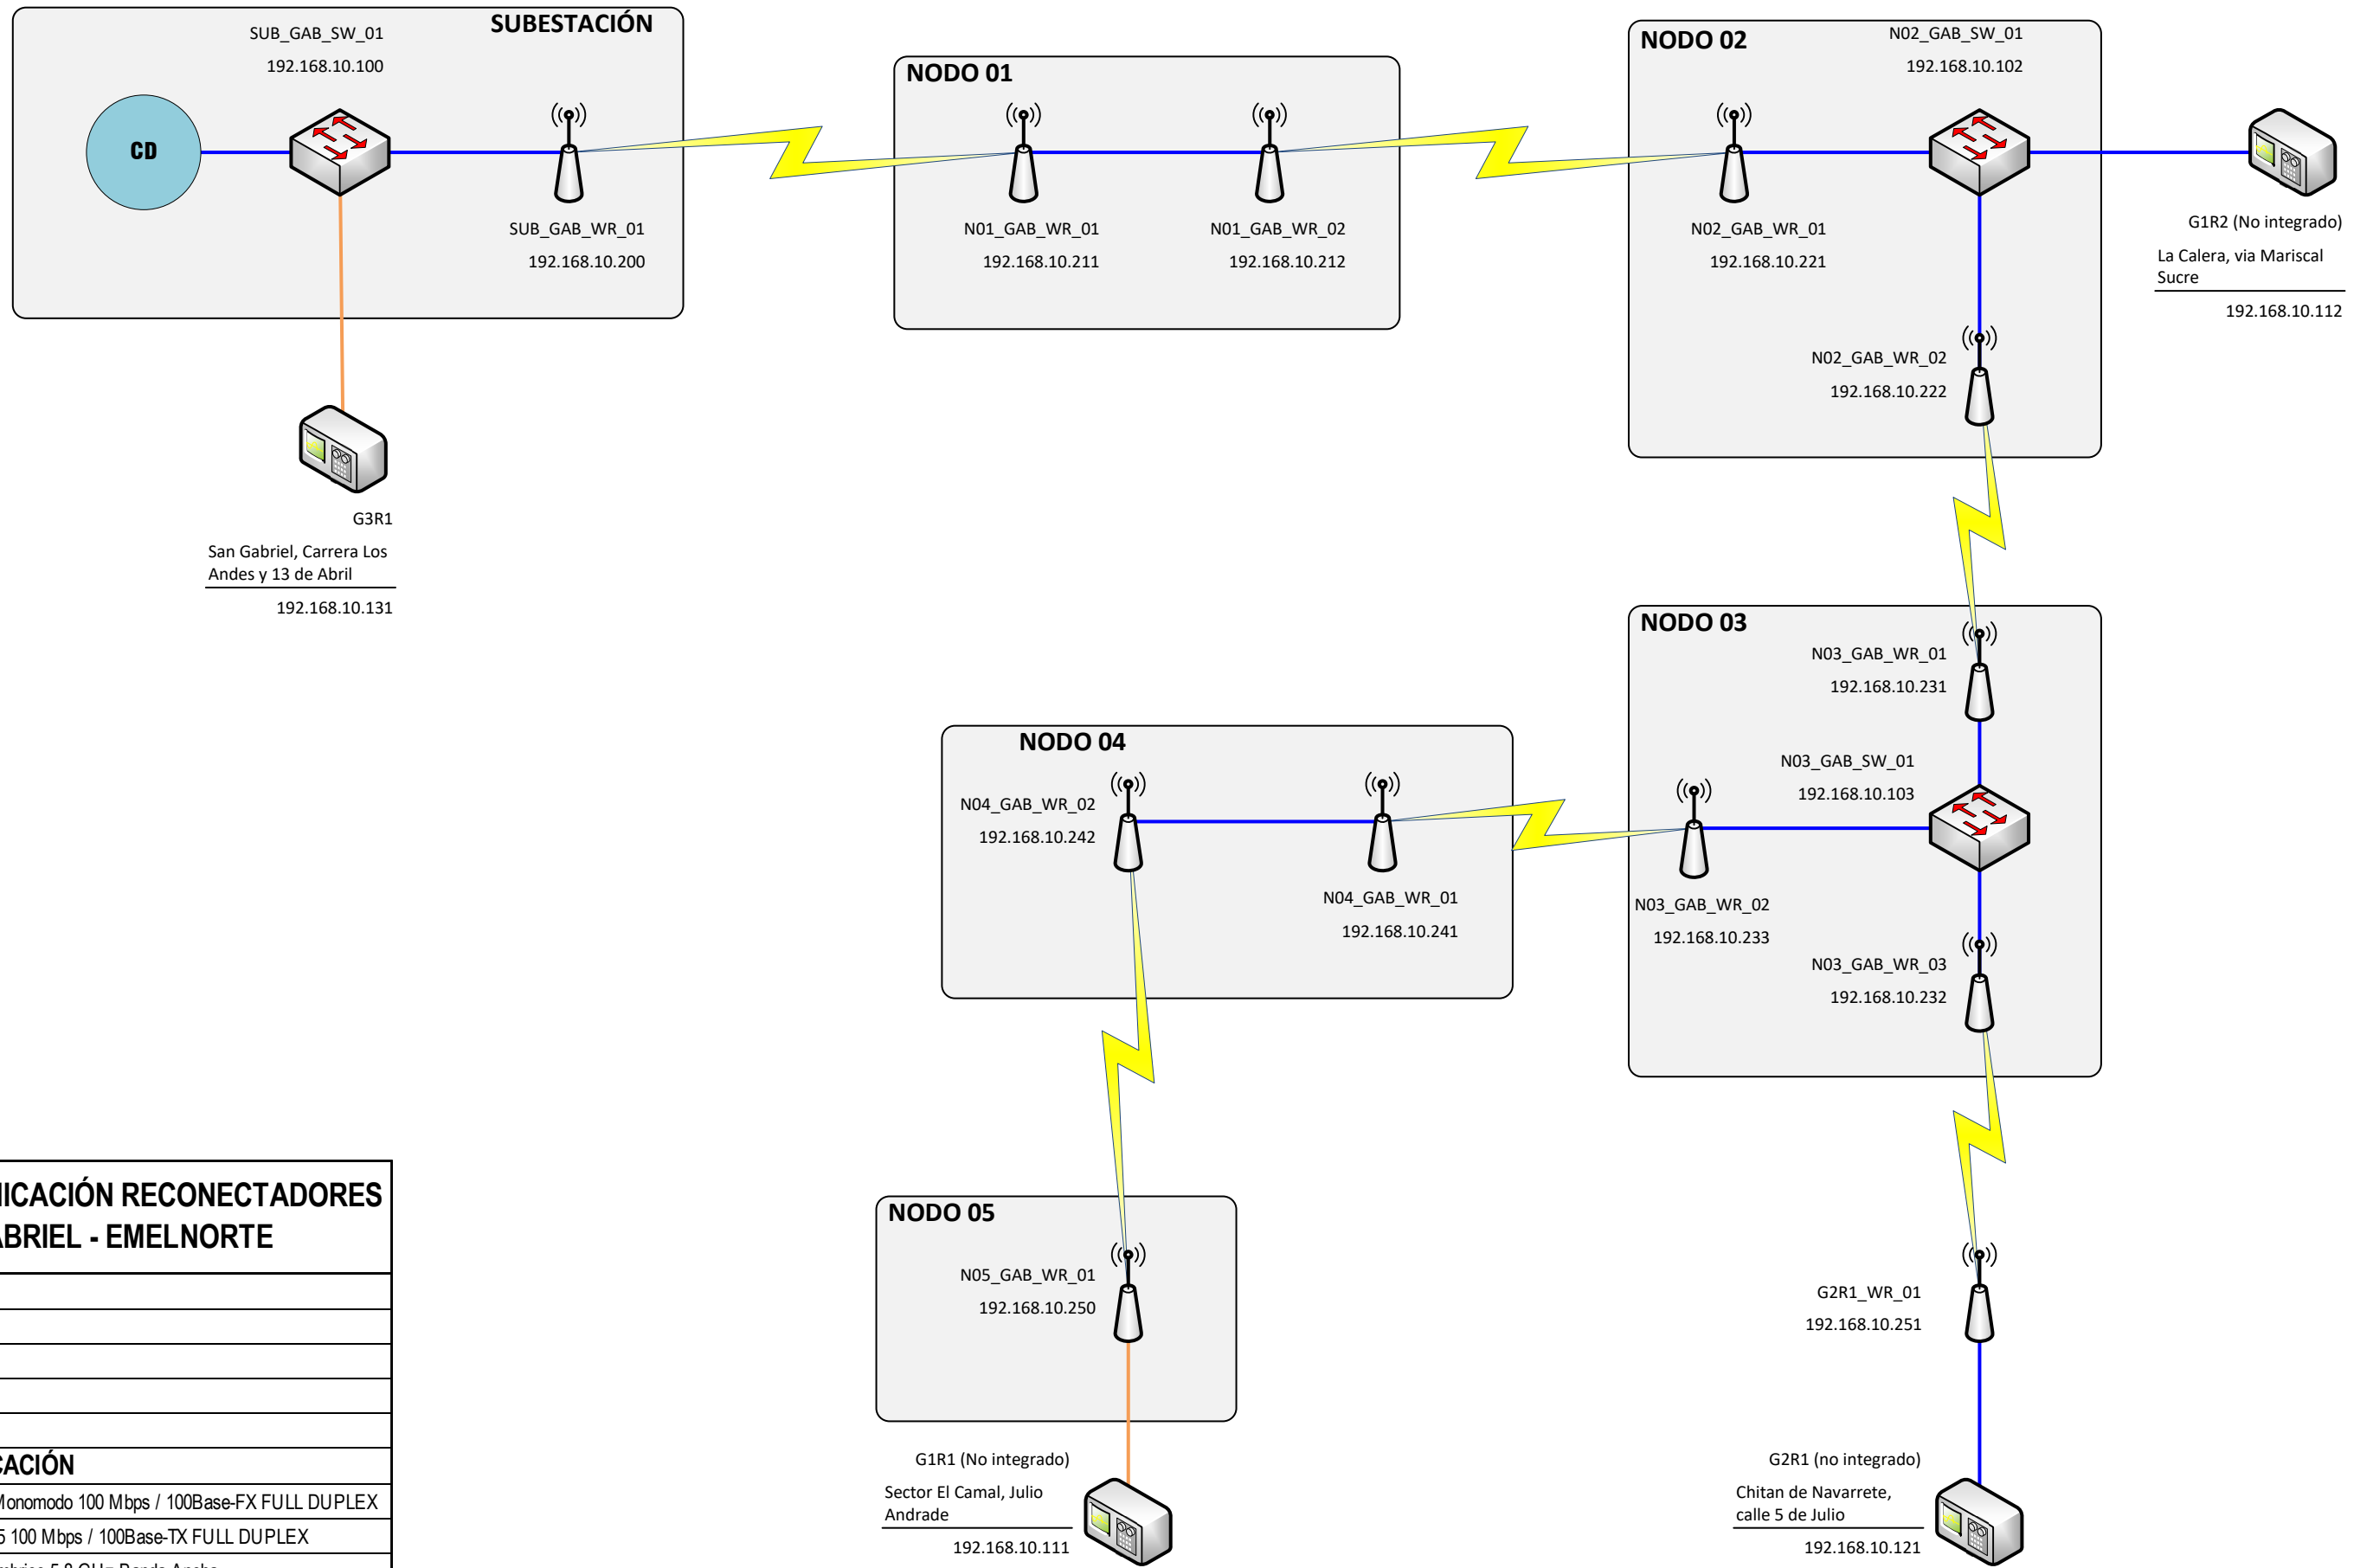 SUBESTACIÓN
SUB_GAB_SW_01
192.168.10.100
CD
SUB_GAB_WR_01
192.168.10.200
G3R1
San Gabriel, Carrera Los
Andes y 13 de Abril
192.168.10.131
NODO 01
N01_GAB_WR_01
192.168.10.211
N01_GAB_WR_02
192.168.10.212
NODO 02
N02_GAB_SW_01
192.168.10.102
N02_GAB_WR_01
192.168.10.221
N02_GAB_WR_02
192.168.10.222
G1R2 (No integrado)
La Calera, via Mariscal
Sucre
192.168.10.112
NODO 03
N03_GAB_WR_01
192.168.10.231
N03_GAB_SW_01
192.168.10.103
N03_GAB_WR_02
192.168.10.233
N03_GAB_WR_03
192.168.10.232
NODO 04
N04_GAB_WR_02
192.168.10.242
N04_GAB_WR_01
192.168.10.241
NODO 05
N05_GAB_WR_01
192.168.10.250
G1R1 (No integrado)
Sector El Camal, Julio
Andrade
192.168.10.111
G2R1_WR_01
192.168.10.251
G2R1 (no integrado)
Chitan de Navarrete,
calle 5 de Julio
192.168.10.121
RECONECTADORES
- EMELNORTE
Monomodo 100 Mbps / 100Base-FX FULL DUPLEX
5 100 Mbps / 100Base-TX FULL DUPLEX